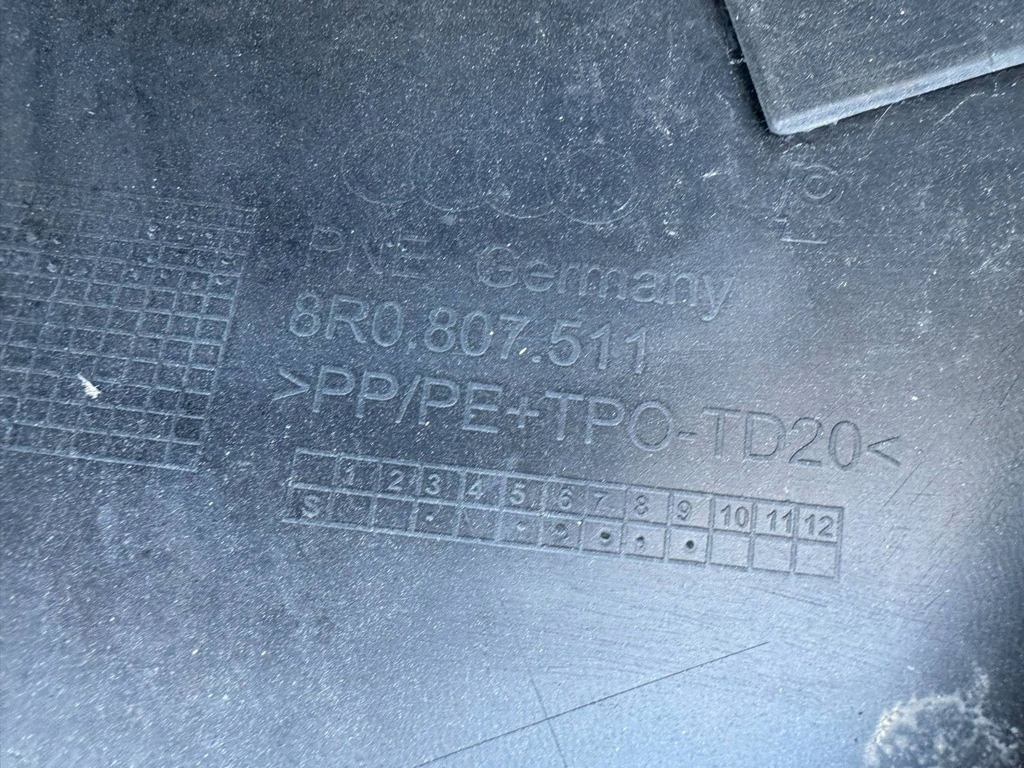 PNE Germany
8R0.807.511
>PP/PE+TPO-TD20<
1 2 3 4 5 6 7 8 9 10 11 12
S